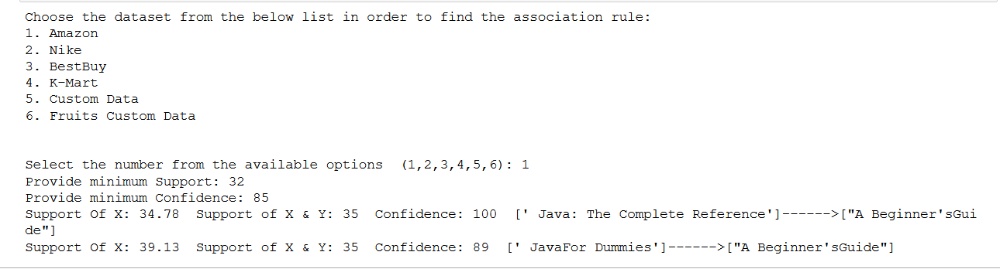 Choose the dataset from the below list in order to find the association rule:
1. Amazon
2. Nike
3. BestBuy
4. K-Mart
5. Custom Data
6. Fruits Custom Data
Select the number from the available options  (1,2,3,4,5,6): 1
Provide minimum Support: 32
Provide minimum Confidence: 85
Support Of X: 34.78  Support of X & Y: 35  Confidence: 100  [' Java: The Complete Reference']------>["A Beginner'sGui
de"]
Support Of X: 39.13  Support of X & Y: 35  Confidence: 89  [' JavaFor Dummies']------>["A Beginner'sGuide"]